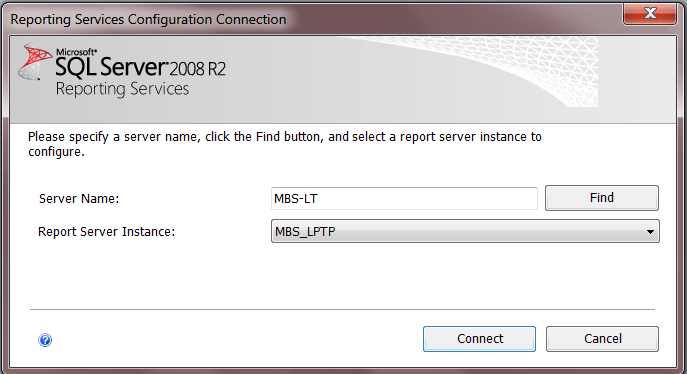 Reporting Services Configuration Connection
Microsoft®
SQL Server® 2008 R2
Reporting Services
Please specify a server name, click the Find button, and select a report server instance to
configure.
Server Name:
MBS-LT
Find
Report Server Instance:
MBS_LPTP
Connect
Cancel